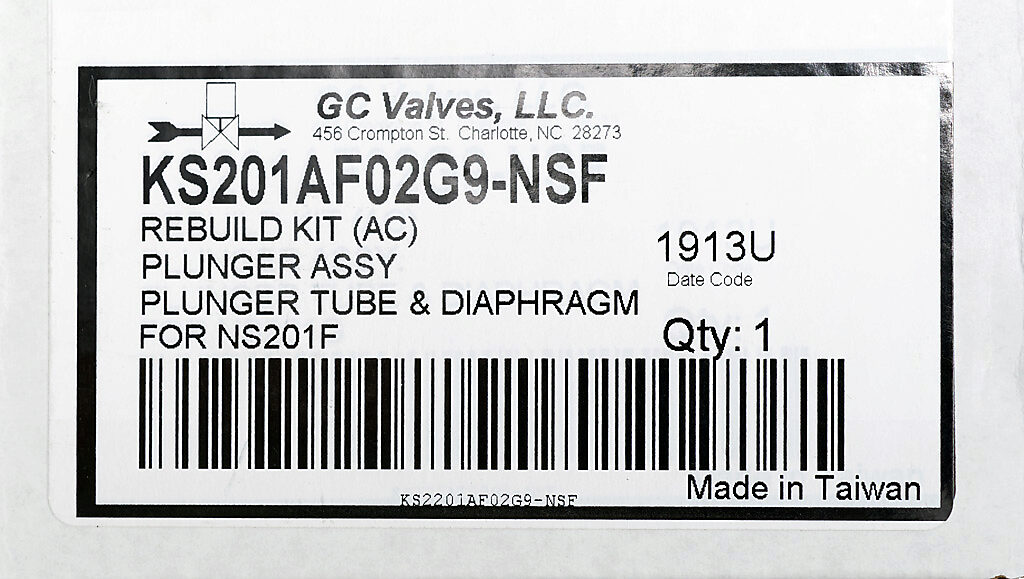 GC Valves, LLC.
456 Crompton St. Charlotte, NC 28273
KS201AF02G9-NSF
REBUILD KIT (AC)
PLUNGER ASSY
PLUNGER TUBE & DIAPHRAGM
FOR NS201F
1913U
Date Code
Qty: 1
KS2201AF02G9-NSF
Made in Taiwan